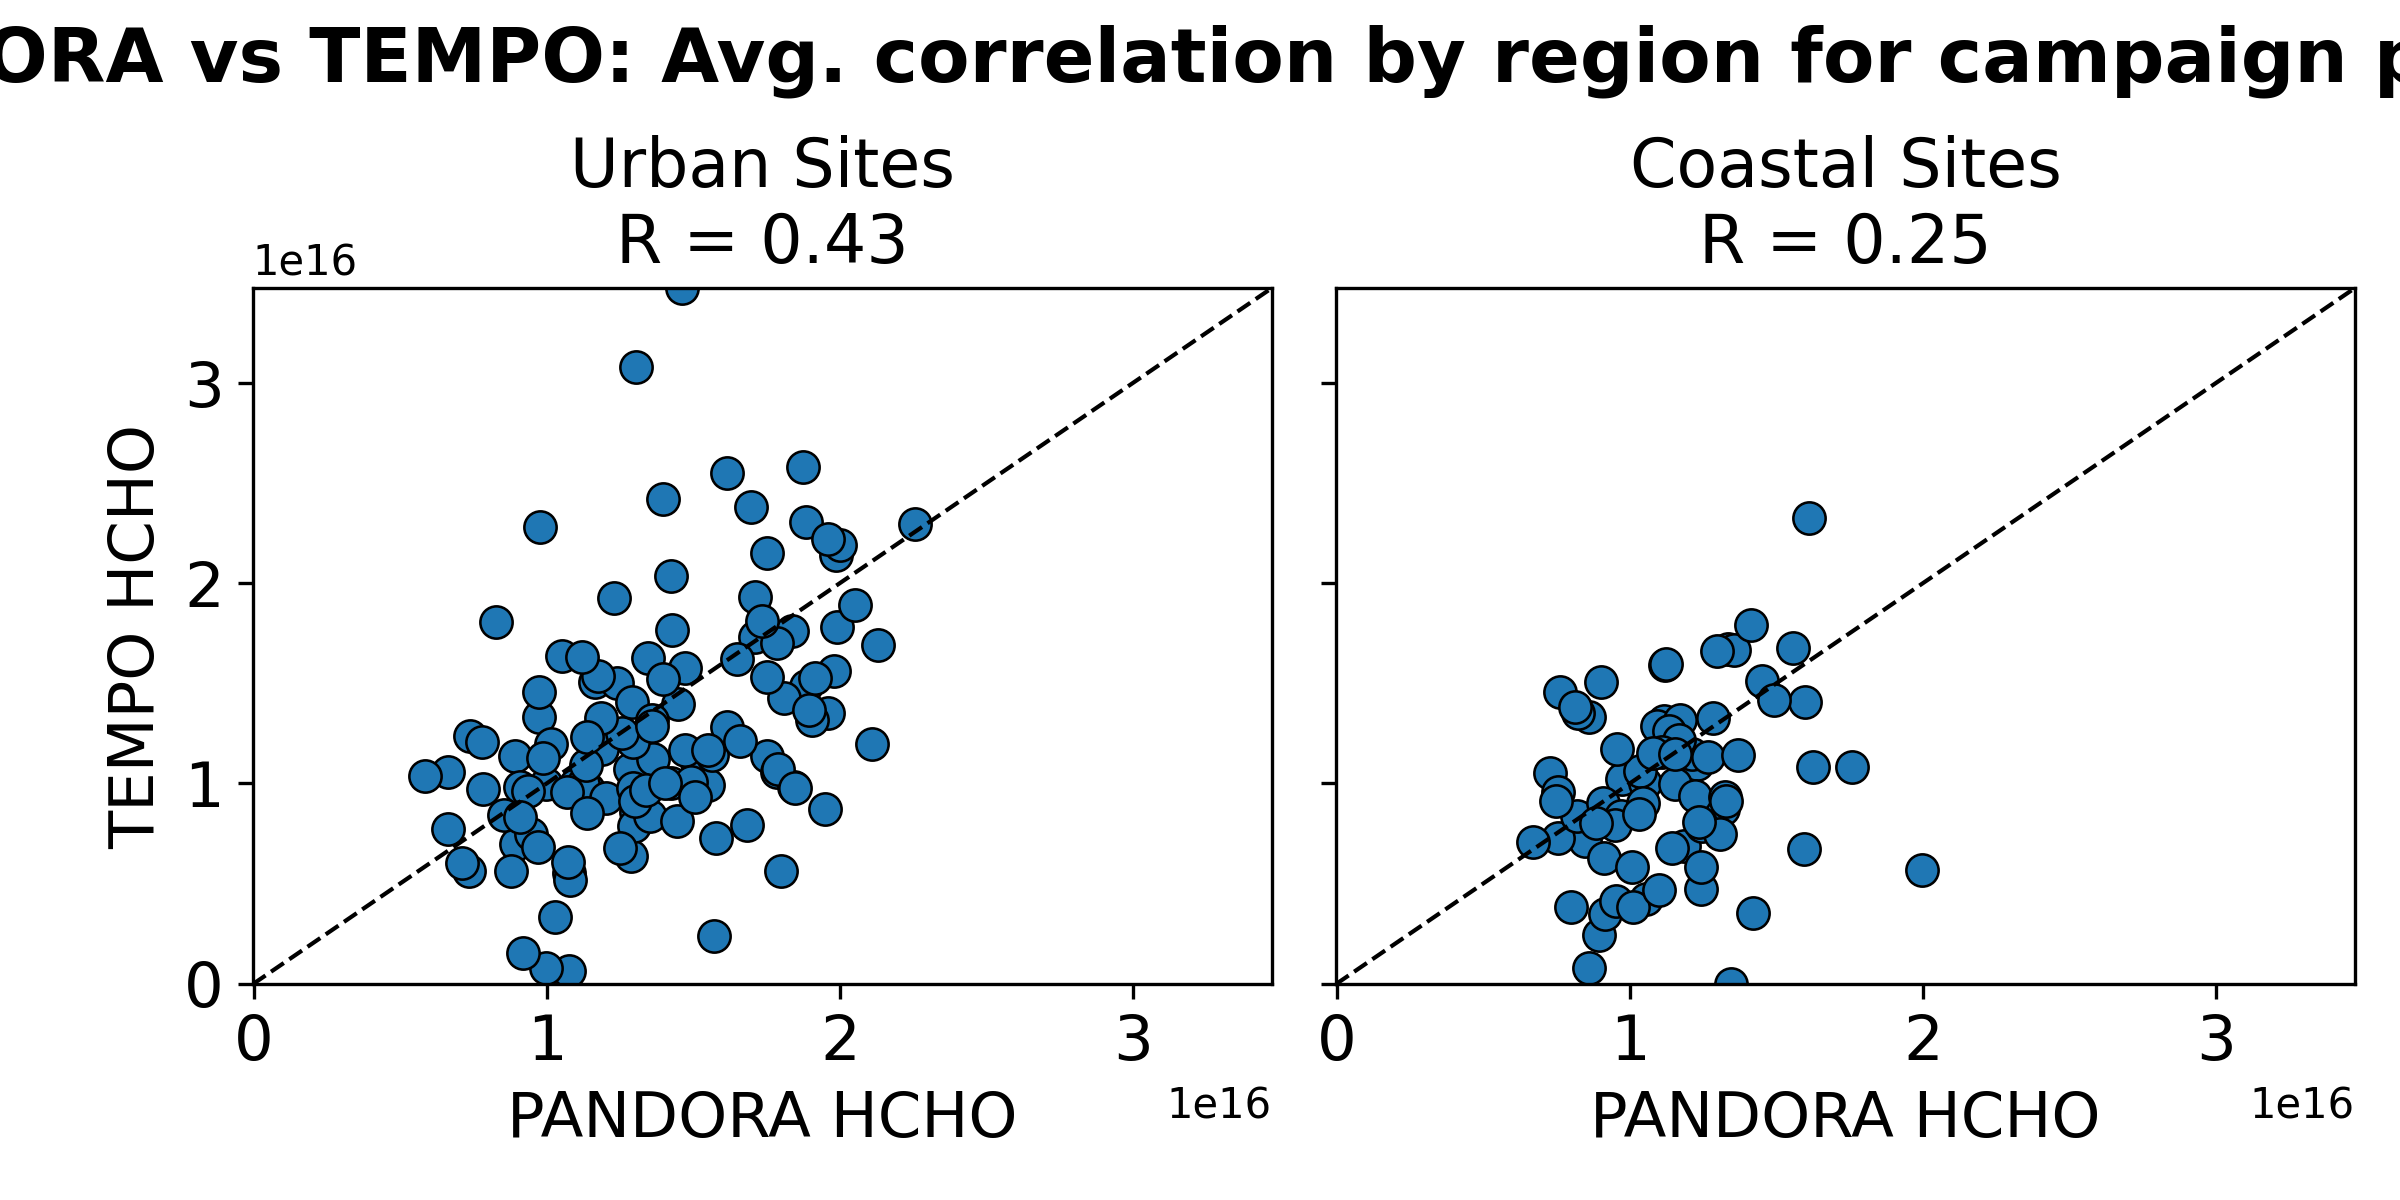 ORA vs TEMPO: Avg. correlation by region for campaign p
Urban Sites
R = 0.43
Coastal Sites
R = 0.25
1e16
3
2
1
0
TEMPO HCHO
0 1 2 3
0 1 2 3
PANDORA HCHO
1e16
PANDORA HCHO
1e16